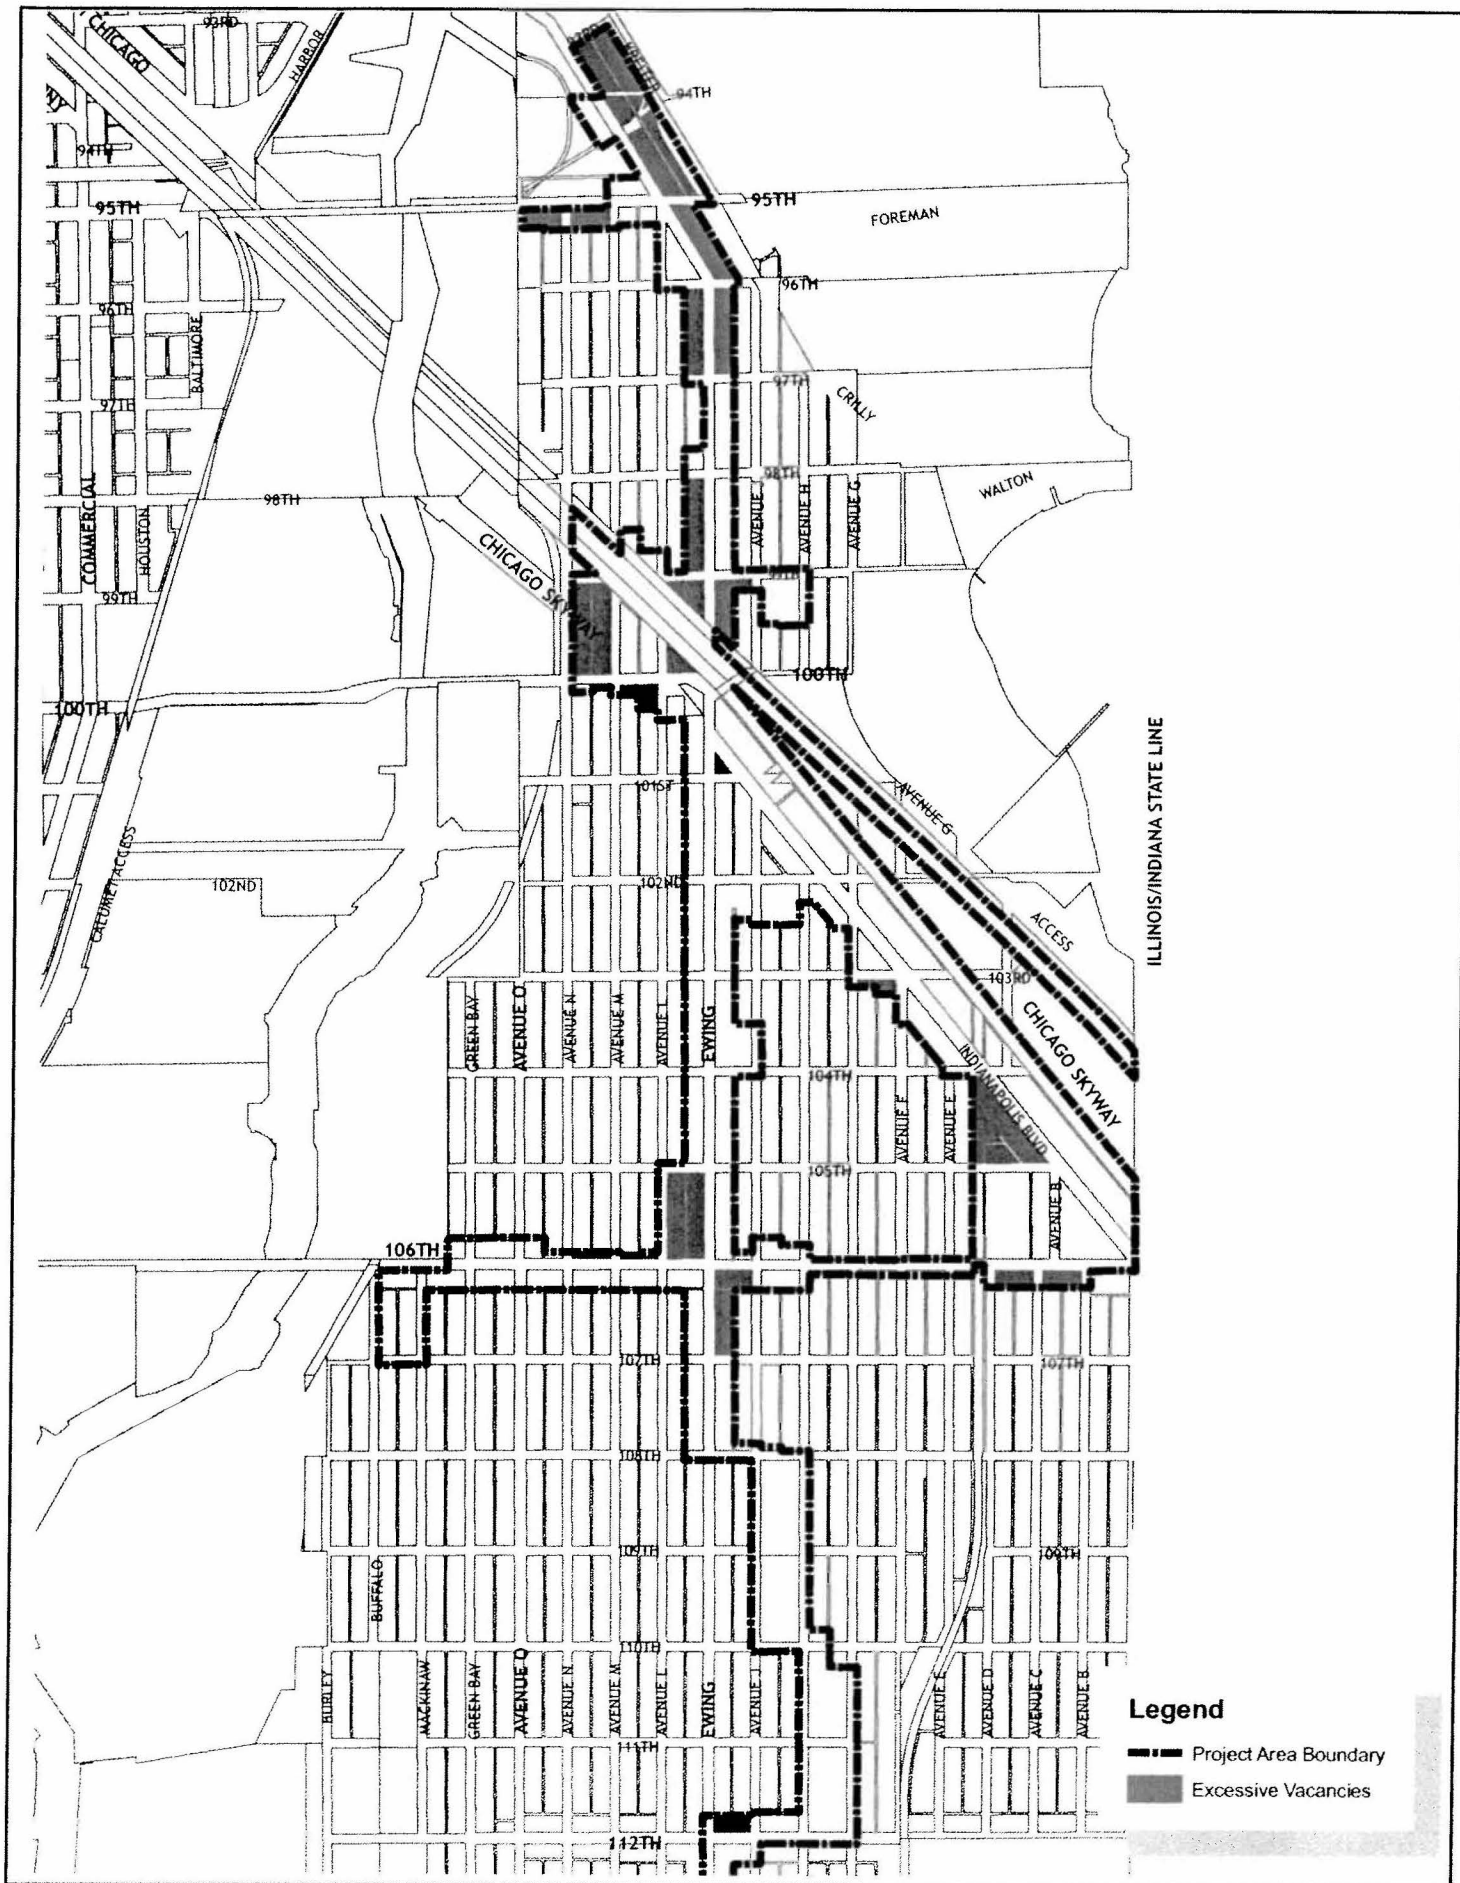 93RD
CHICAGO
HARBOR
94TH
94TH
95TH
95TH
FOREMAN
96TH
96TH
BALTIMORE
97TH
97TH
CRILLY
98TH
98TH
WALTON
COMMERCIAL
HOUSTON
AVENUE H
AVENUE G
CHICAGO SKYWAY
99TH
99TH
100TH
100TH
ILLINOIS/INDIANA STATE LINE
101ST
AVENUE G
CALUMET ACCESS
102ND
102ND
ACCESS
103RD
GREEN BAY
AVENUE O
AVENUE N
AVENUE M
AVENUE L
EWING
CHICAGO SKYWAY
INDIANAPOLIS BLVD
104TH
AVENUE F
AVENUE E
105TH
AVENUE B
106TH
107TH
107TH
108TH
109TH
109TH
BUFFALO
110TH
BURLEY
MACKINAW
GREEN BAY
AVENUE O
AVENUE N
AVENUE M
AVENUE L
EWING
AVENUE J
AVENUE E
AVENUE D
AVENUE C
AVENUE B
111TH
112TH
Legend
Project Area Boundary
Excessive Vacancies